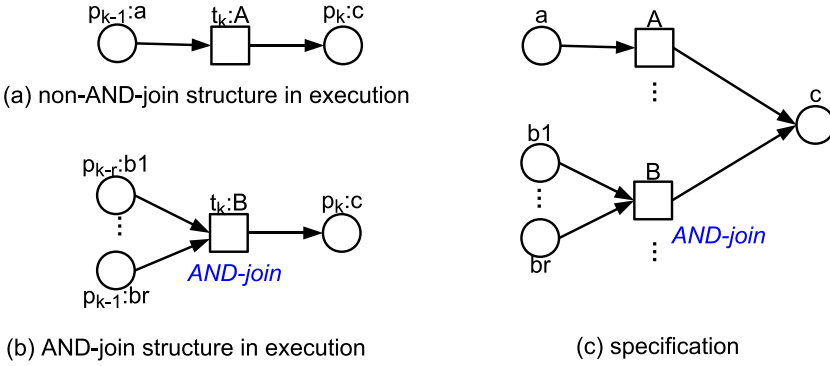 pk-1:a
tk:A
pk:c
(a) non-AND-join structure in execution
pk-r:b1
tk:B
pk:c
AND-join
pk-1:br
(b) AND-join structure in execution
a
A
c
b1
B
AND-join
br
(c) specification